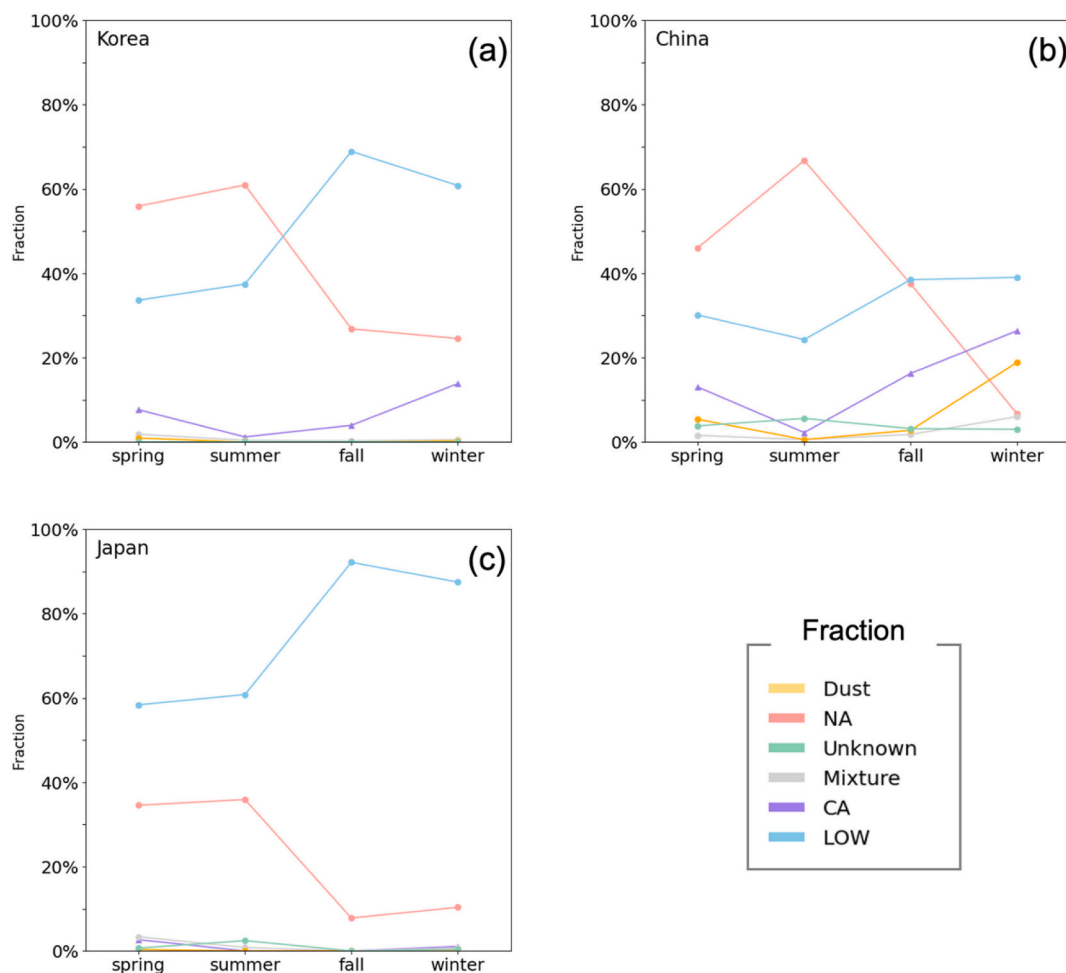 100%
80%
60%
40%
20%
0%
Fraction
Korea
(a)
spring summer fall winter
100%
80%
60%
40%
20%
0%
Fraction
China
(b)
spring summer fall winter
100%
80%
60%
40%
20%
0%
Fraction
Japan
(c)
spring summer fall winter
Fraction
Dust
NA
Unknown
Mixture
CA
LOW